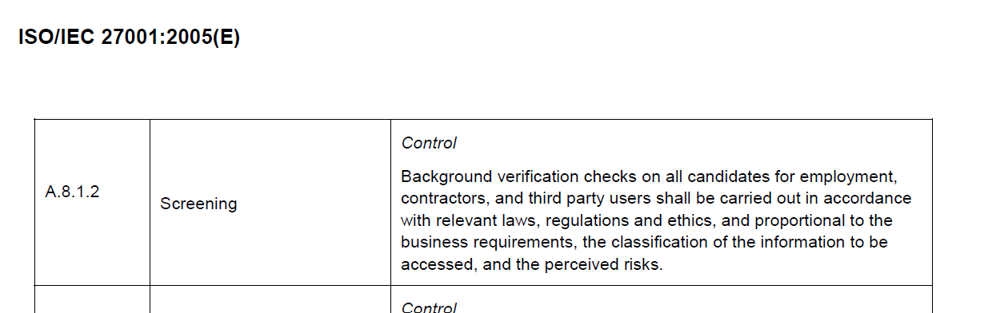 ISO/IEC 27001:2005(E)
A.8.1.2
Screening
Control
Background verification checks on all candidates for employment,
contractors, and third party users shall be carried out in accordance
with relevant laws, regulations and ethics, and proportional to the
business requirements, the classification of the information to be
accessed, and the perceived risks.
Control